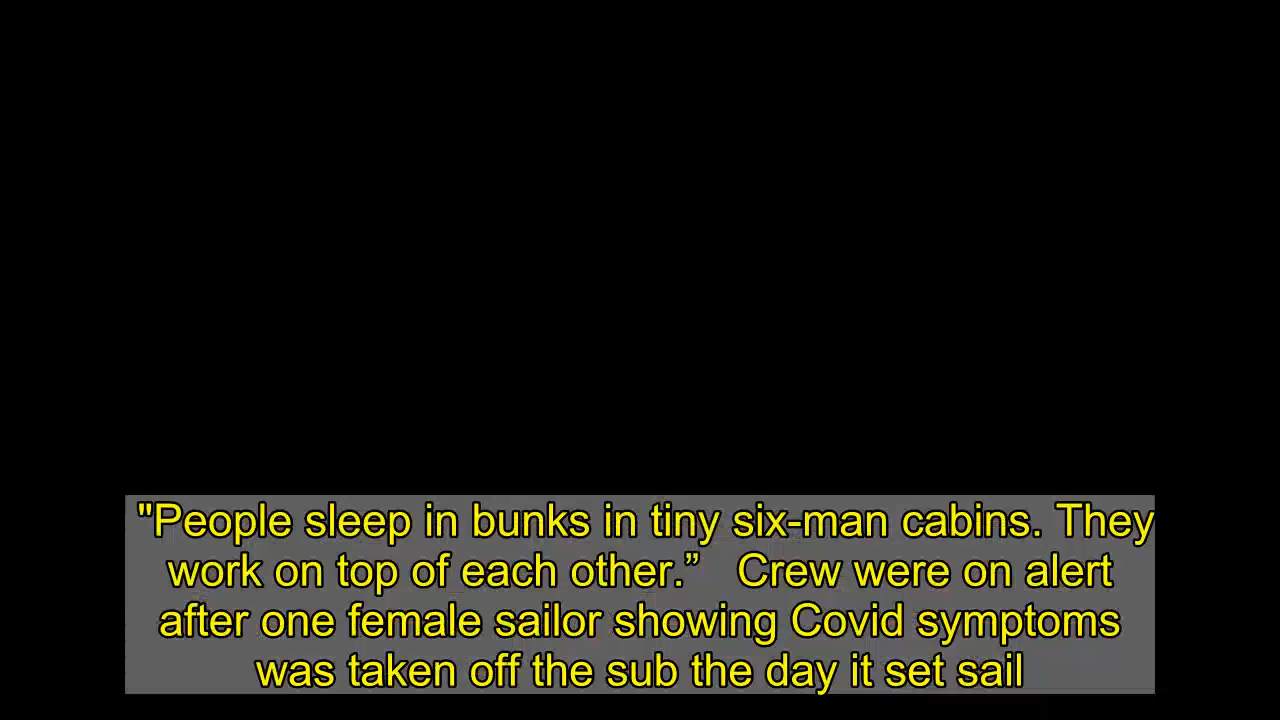 "People sleep in bunks in tiny six-man cabins. They
work on top of each other.”   Crew were on alert
after one female sailor showing Covid symptoms
was taken off the sub the day it set sail